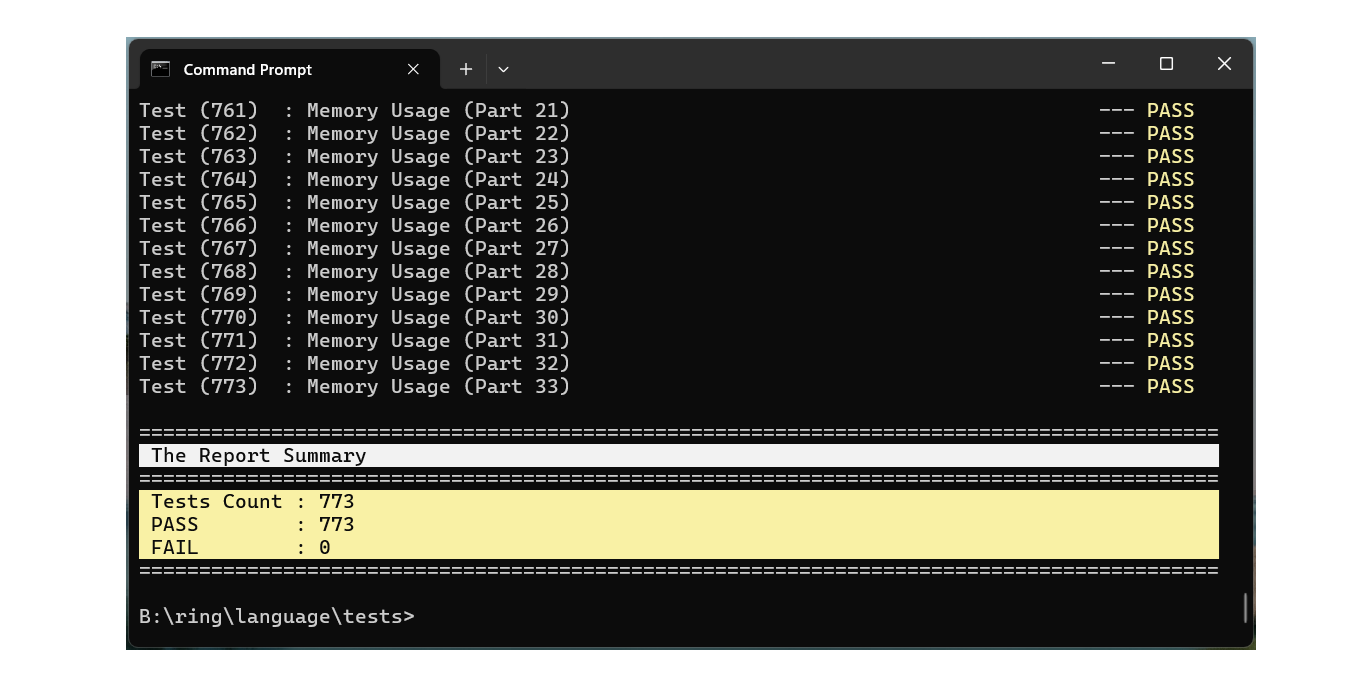 Command Prompt
Test (761)  : Memory Usage (Part 21)                                            --- PASS
Test (762)  : Memory Usage (Part 22)                                            --- PASS
Test (763)  : Memory Usage (Part 23)                                            --- PASS
Test (764)  : Memory Usage (Part 24)                                            --- PASS
Test (765)  : Memory Usage (Part 25)                                            --- PASS
Test (766)  : Memory Usage (Part 26)                                            --- PASS
Test (767)  : Memory Usage (Part 27)                                            --- PASS
Test (768)  : Memory Usage (Part 28)                                            --- PASS
Test (769)  : Memory Usage (Part 29)                                            --- PASS
Test (770)  : Memory Usage (Part 30)                                            --- PASS
Test (771)  : Memory Usage (Part 31)                                            --- PASS
Test (772)  : Memory Usage (Part 32)                                            --- PASS
Test (773)  : Memory Usage (Part 33)                                            --- PASS
==========================================================================================
The Report Summary
==========================================================================================
Tests Count : 773
PASS        : 773
FAIL        : 0
==========================================================================================
B:\ring\language\tests>